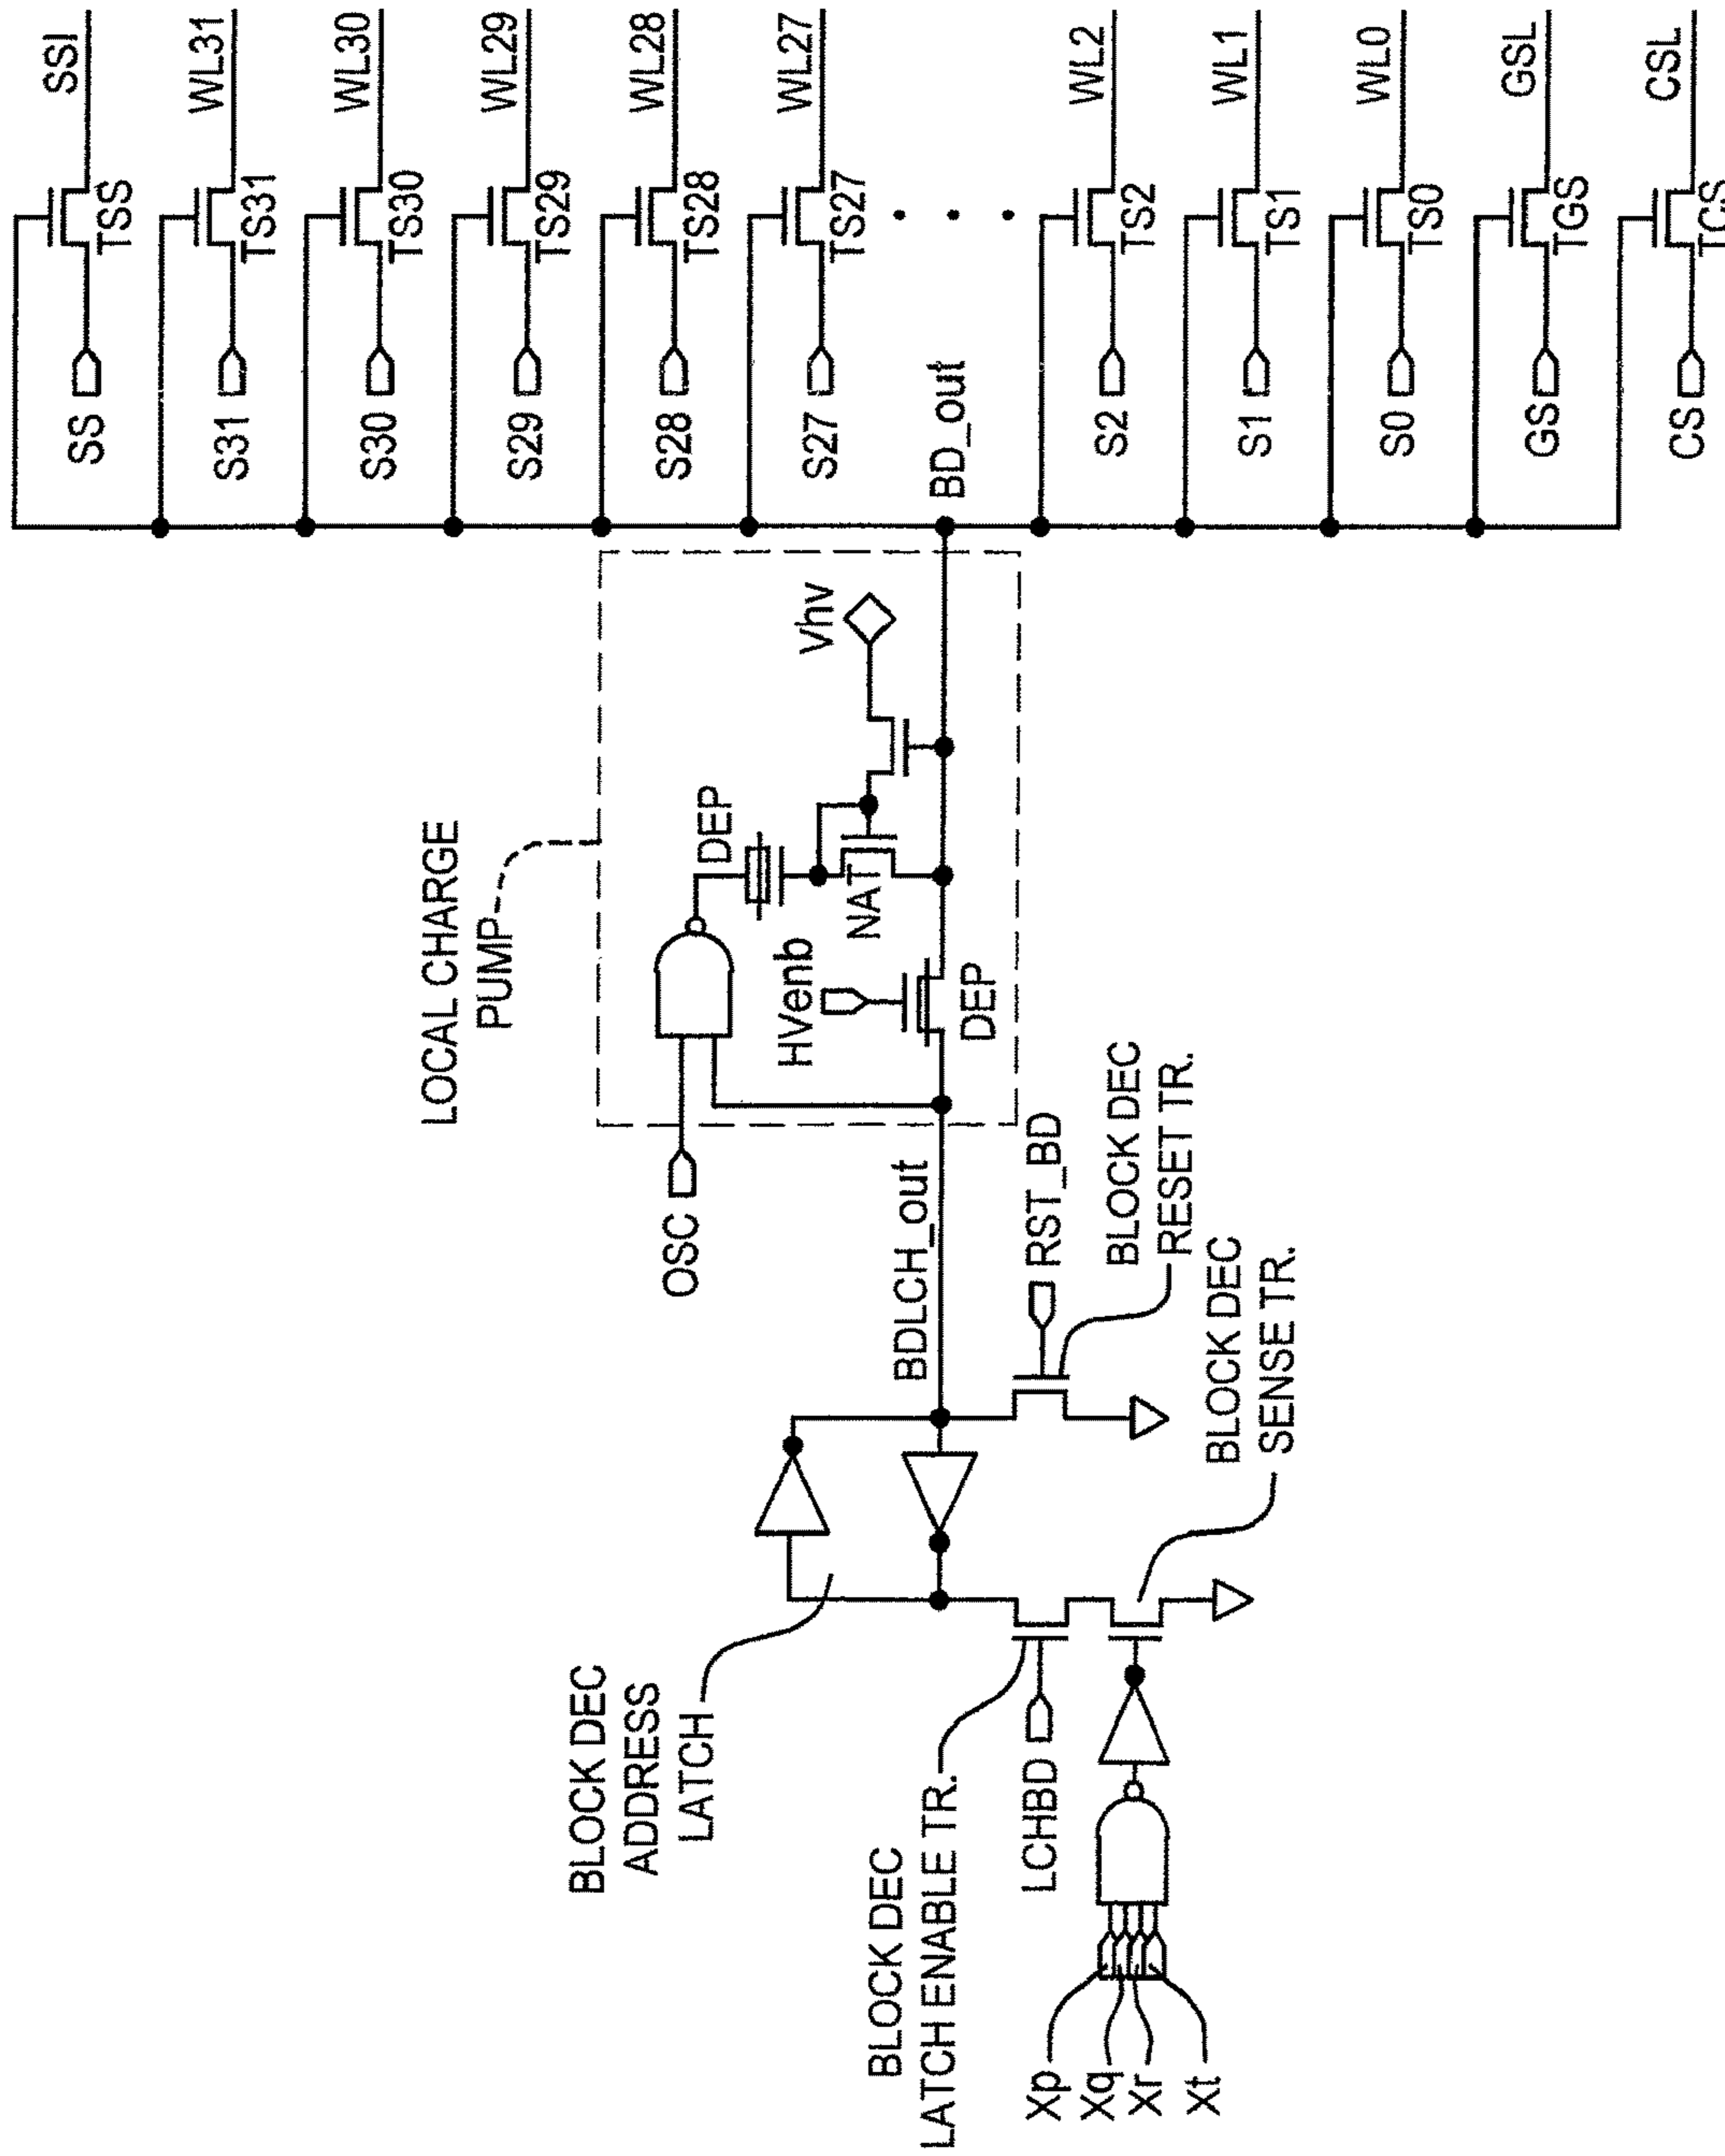 SSl
WL31
WL30
WL29
WL28
WL27
WL2
WL1
WL0
GSL
CSL
TSS
TS31
TS30
TS29
TS28
TS27
TS2
TS1
TS0
TGS
TCS
SS
S31
S30
S29
S28
S27
S2
S1
S0
GS
CS
BD_out
LOCAL CHARGE
PUMP
Vhv
DEP
NAT
HVenb
DEP
OSC
BDLCH_out
RST_BD
BLOCK DEC
RESET TR.
BLOCK DEC
SENSE TR.
BLOCK DEC
ADDRESS
LATCH
BLOCK DEC
LATCH ENABLE TR.
LCHBD
Xp
Xq
Xr
Xt